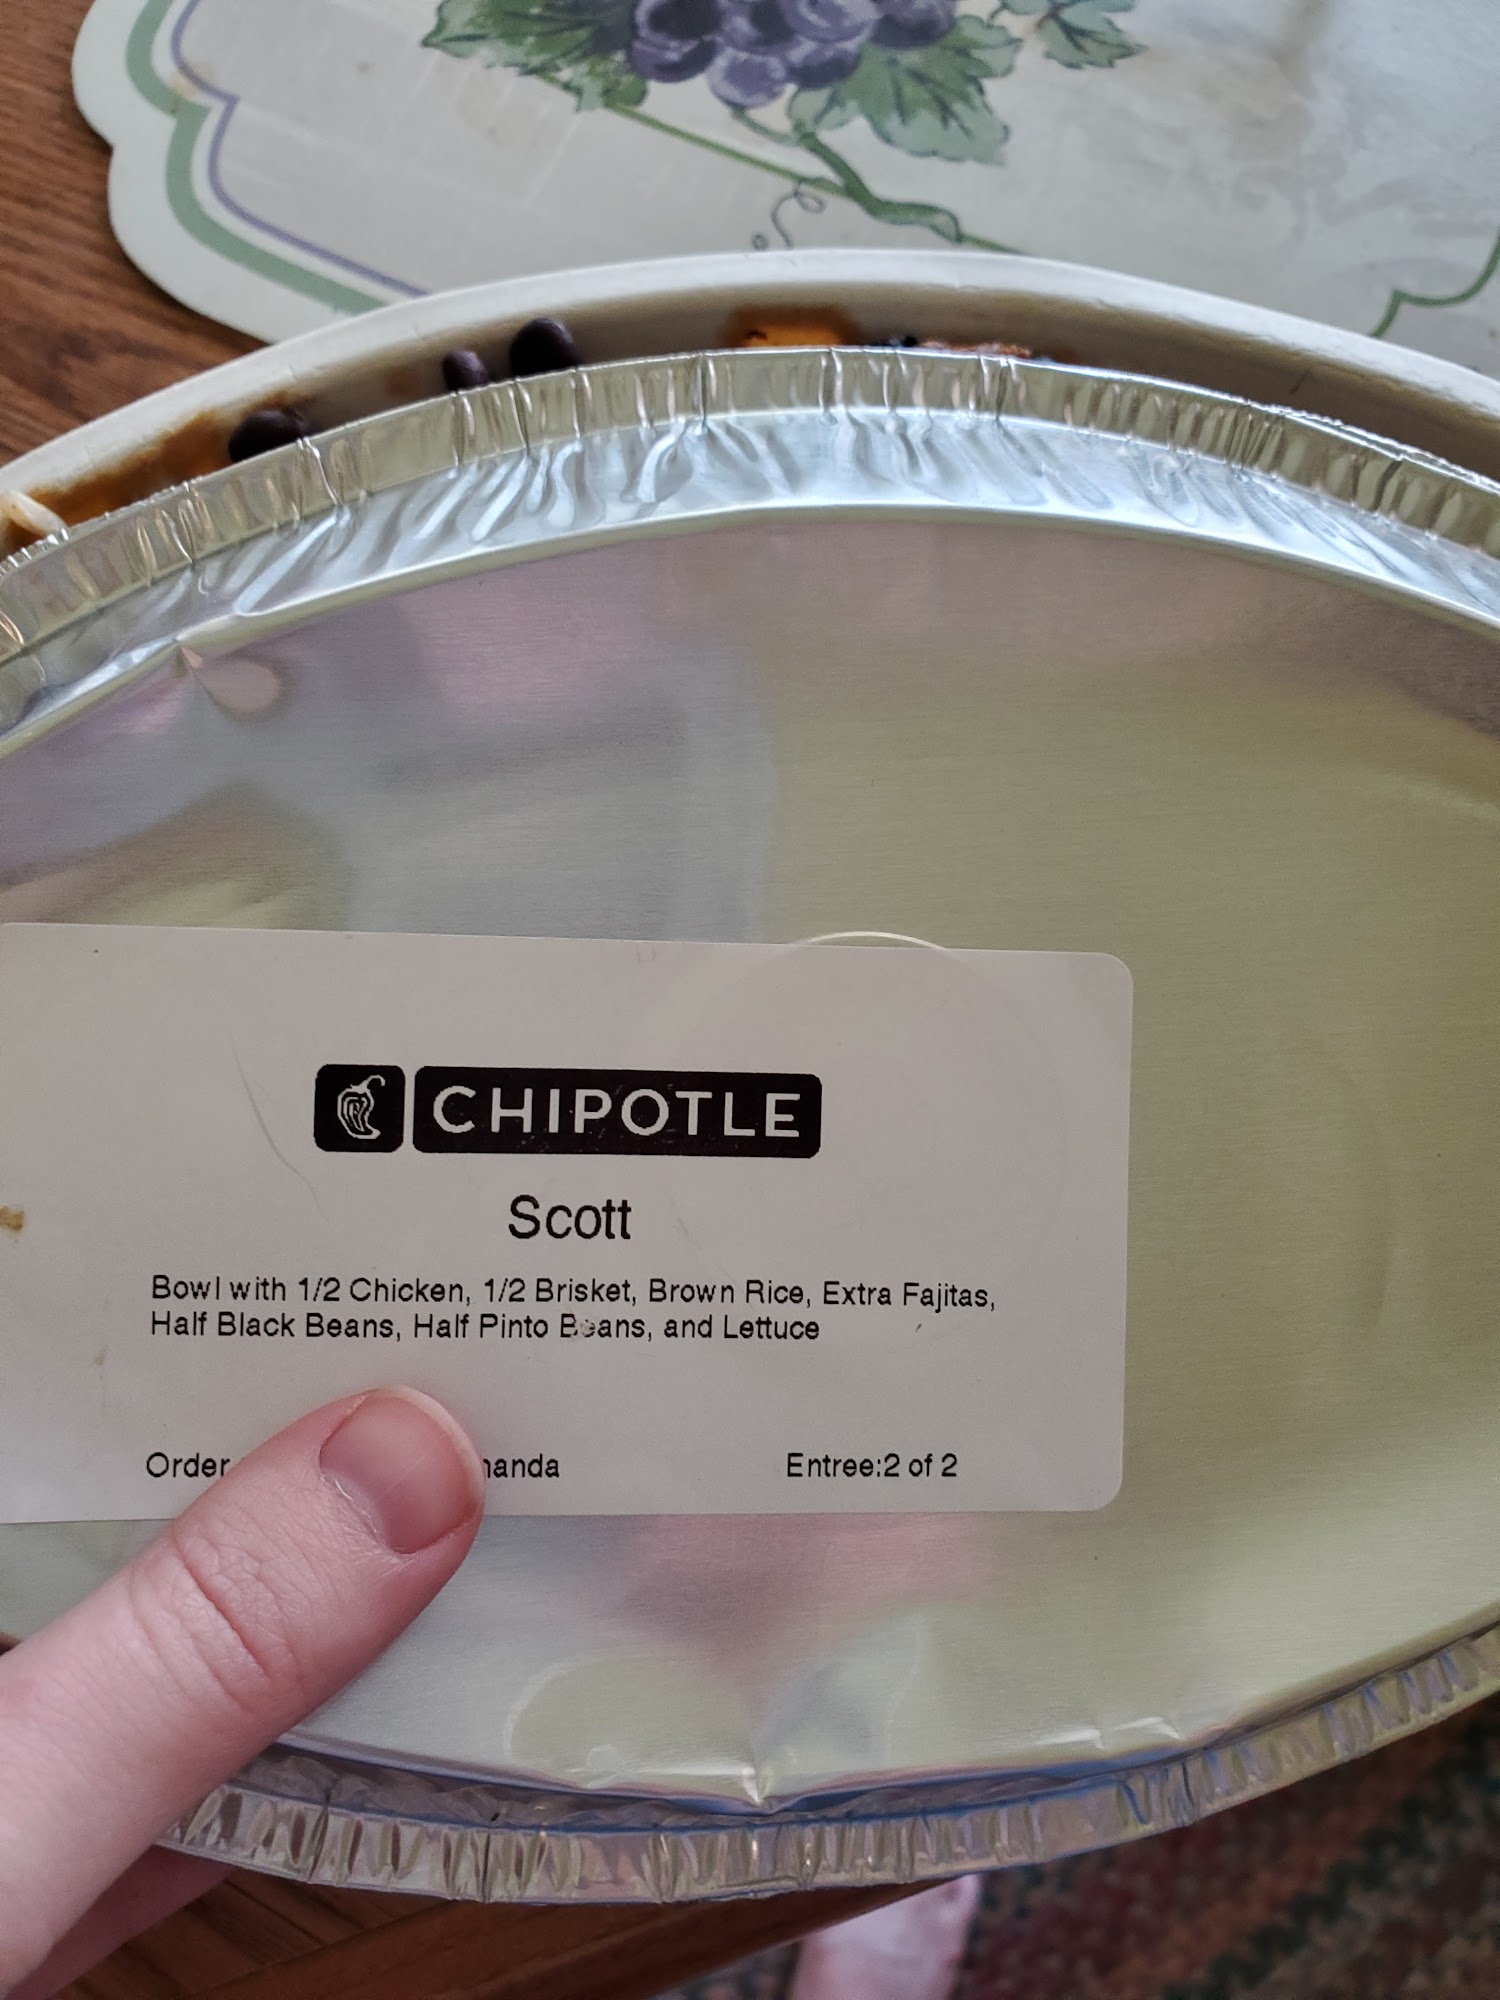 CHIPOTLE
Scott
Bowl with 1/2 Chicken, 1/2 Brisket, Brown Rice, Extra Fajitas,
Half Black Beans, Half Pinto Beans, and Lettuce
Order Entree:2 of 2